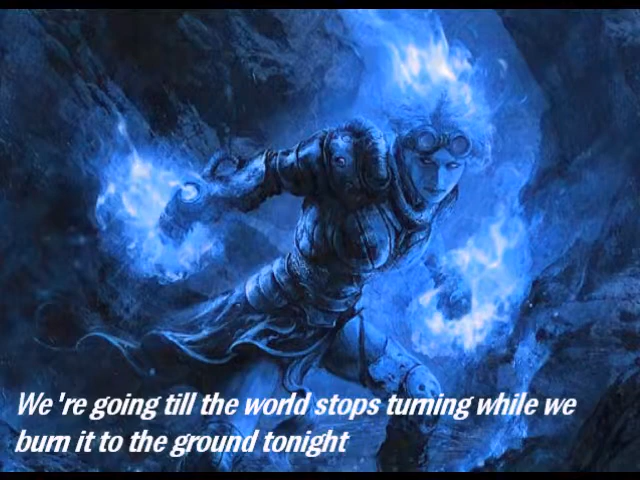 We 're going till the world stops turning while we
burn it to the ground tonight